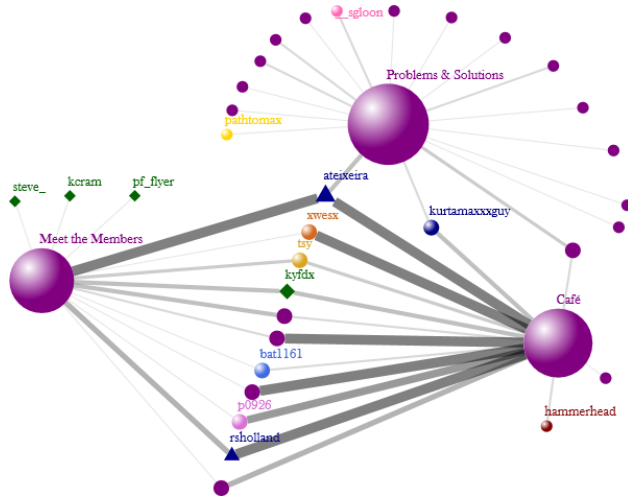 __sgloon
Problems & Solutions
pathtomax
ateixeira
steve_
kcram
pf_flyer
kurtamaxxxguy
xwesx
Meet the Members
tsy
kyfdx
Café
bat1161
p0926
hammerhead
rsholland